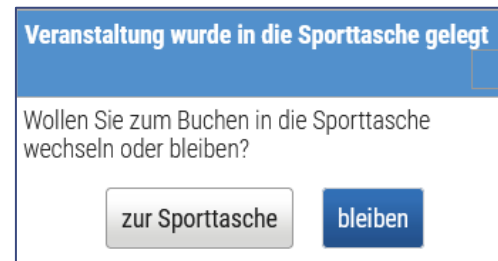 Veranstaltung wurde in die Sporttasche gelegt
Wollen Sie zum Buchen in die Sporttasche
wechseln oder bleiben?
zur Sporttasche
bleiben